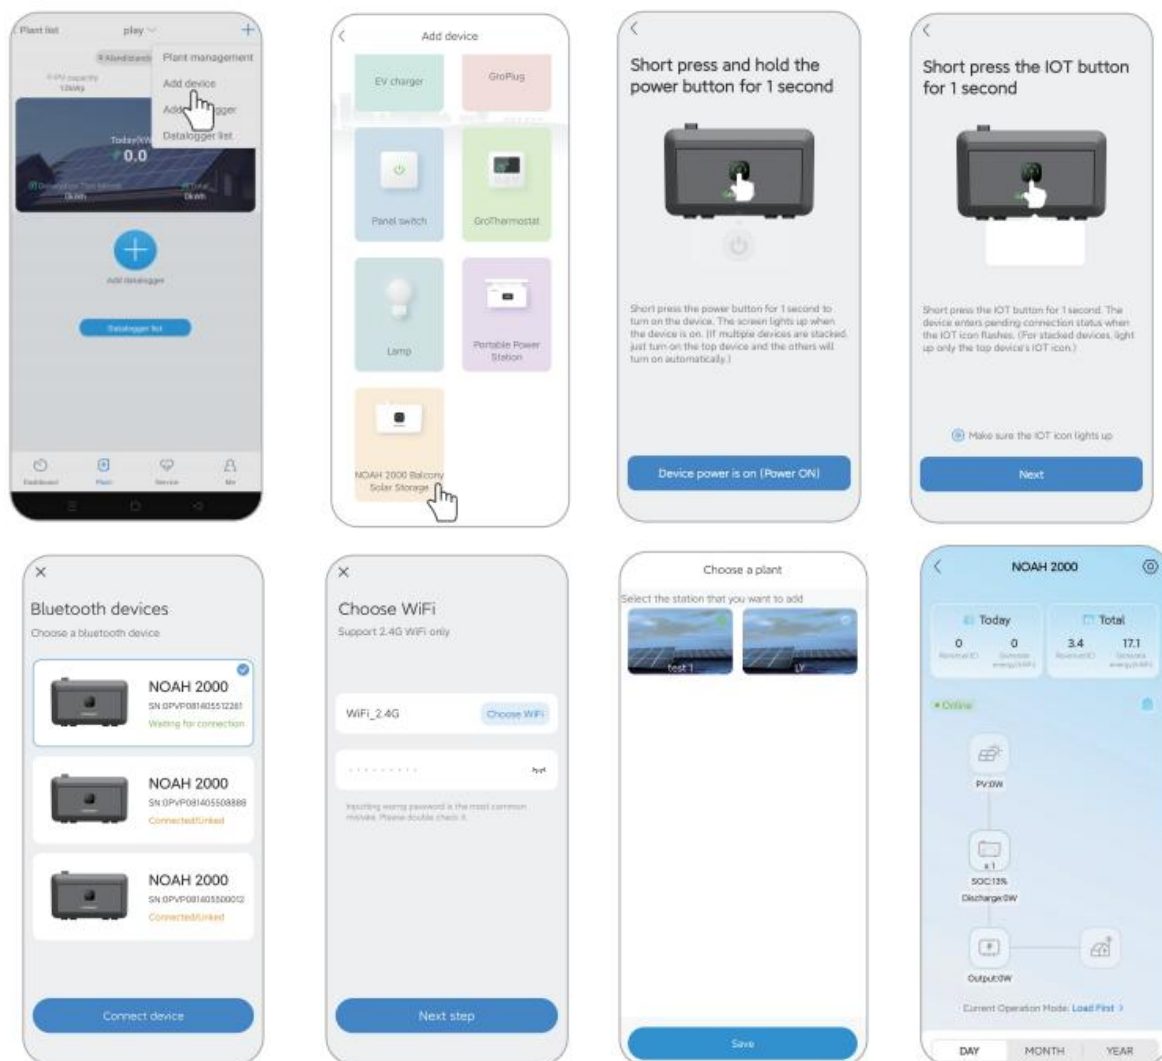 Plant list
play
Plant management
PV capacity
12kWp
Add device
Datalogger list
0.0
0kWh
0kWh
Add datalogger
Datalogger list
Dashboard
Plant
Service
Me
Add device
EV charger
GroPlug
Panel switch
GroThermostat
Lamp
Portable Power
Station
NOAH 2000 Balcony
Solar Storage
Short press and hold the
power button for 1 second
Short press the power button for 1 second to
turn on the device. The screen lights up when
the device is on. (If multiple devices are stacked,
just turn on the top device and the others will
turn on automatically.)
Device power is on (Power ON)
Short press the IOT button
for 1 second
Short press the IOT button for 1 second. The
device enters pending connection status when
the IOT icon flashes. (For stacked devices, light
up only the top device's IOT icon.)
Make sure the IOT icon lights up
Next
Bluetooth devices
Choose a bluetooth device
NOAH 2000
SN:0PVP081405512261
Waiting for connection
NOAH 2000
SN:0PVP081405508888
Connected/Linked
NOAH 2000
SN:0PVP081405500012
Connected/Linked
Connect device
Choose WiFi
Support 2.4G WiFi only
WiFi_2.4G
Choose WiFi
Inputting wrong password is the most common
mistake. Please double check it.
Next step
Choose a plant
Select the station that you want to add
test 1
LY
Save
NOAH 2000
Today
Total
0
0
3.4
17.1
Online
PV:0W
SOC:13%
Discharge:0W
Output:0W
Current Operation Mode: Load First >
DAY
MONTH
YEAR